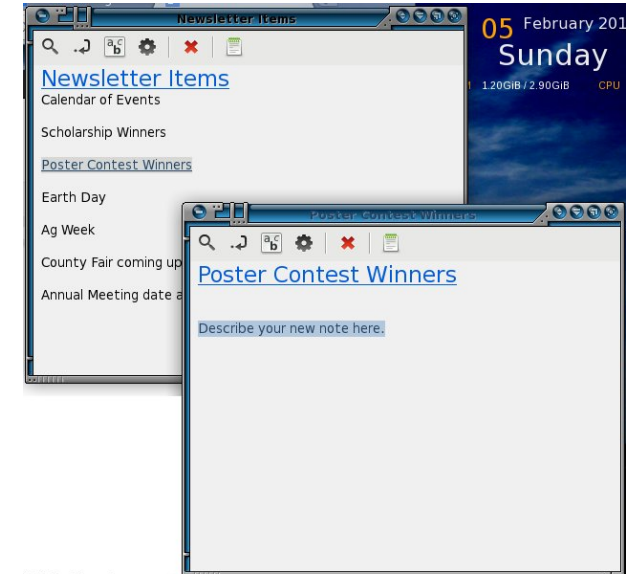 Newsletter Items
05 February 201
Sunday
1.20GiB / 2.90GiB CPU
Newsletter Items
Calendar of Events
Scholarship Winners
Poster Contest Winners
Earth Day
Ag Week
County Fair coming up
Annual Meeting date a
Poster Contest Winners
Poster Contest Winners
Describe your new note here.